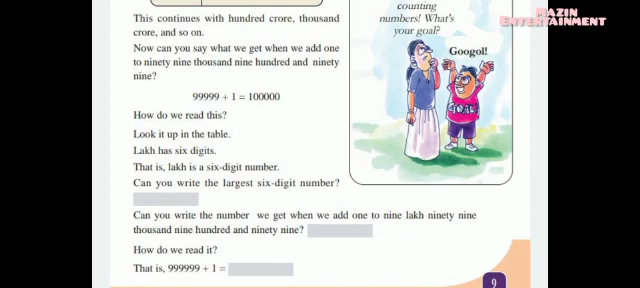 counting
numbers! What's
your goal?
Googol!
GOAL
MAZIN
ENTERTAINMENT
This continues with hundred crore, thousand
crore, and so on.
Now can you say what we get when we add one
to ninety nine thousand nine hundred and ninety
nine?
99999 + 1 = 100000
How do we read this?
Look it up in the table.
Lakh has six digits.
That is, lakh is a six-digit number.
Can you write the largest six-digit number?
Can you write the number we get when we add one to nine lakh ninety nine
thousand nine hundred and ninety nine?
How do we read it?
That is, 999999 + 1 =
9